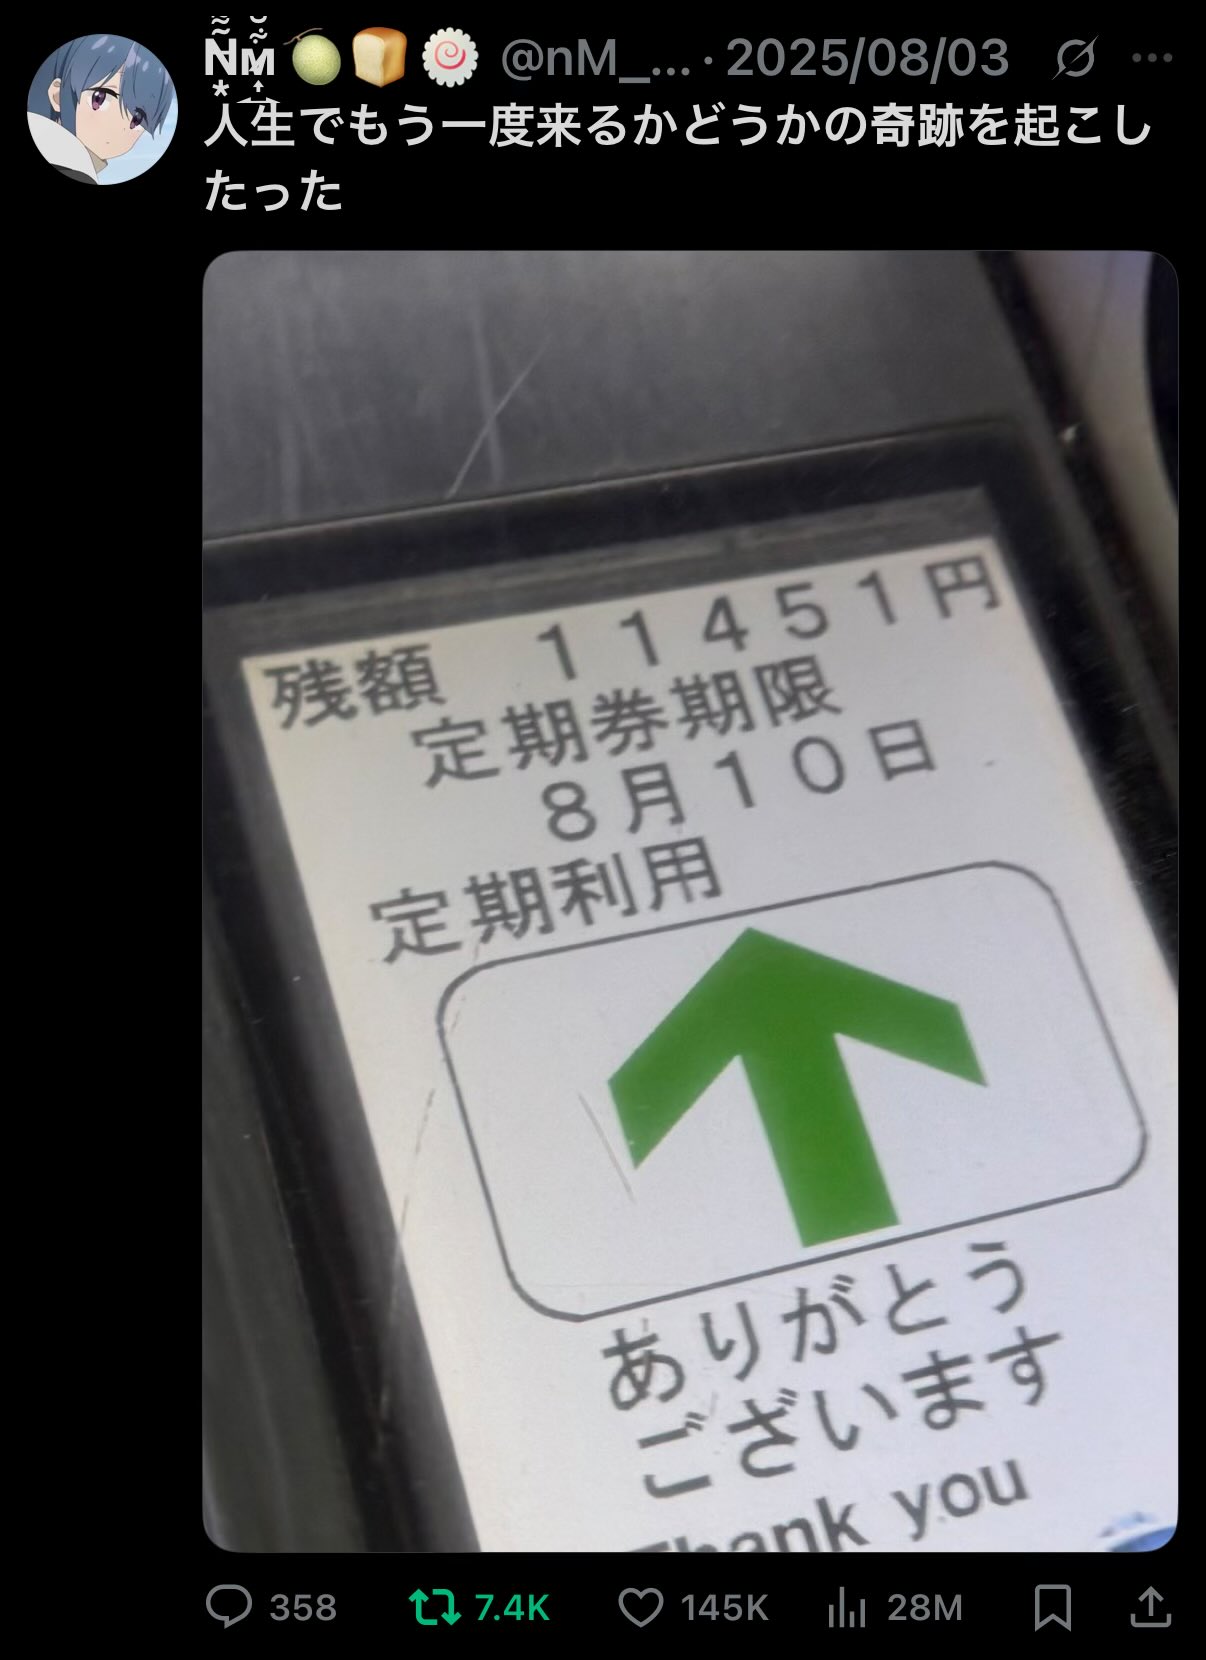 NM 🍈🍞🍥 @nM_... · 2025/08/03
人生でもう一度来るかどうかの奇跡を起こし
たった
残額 11451円
定期券期限
8月10日
定期利用
ありがとう
ございます
Thank you
358 7.4K 145K 28M